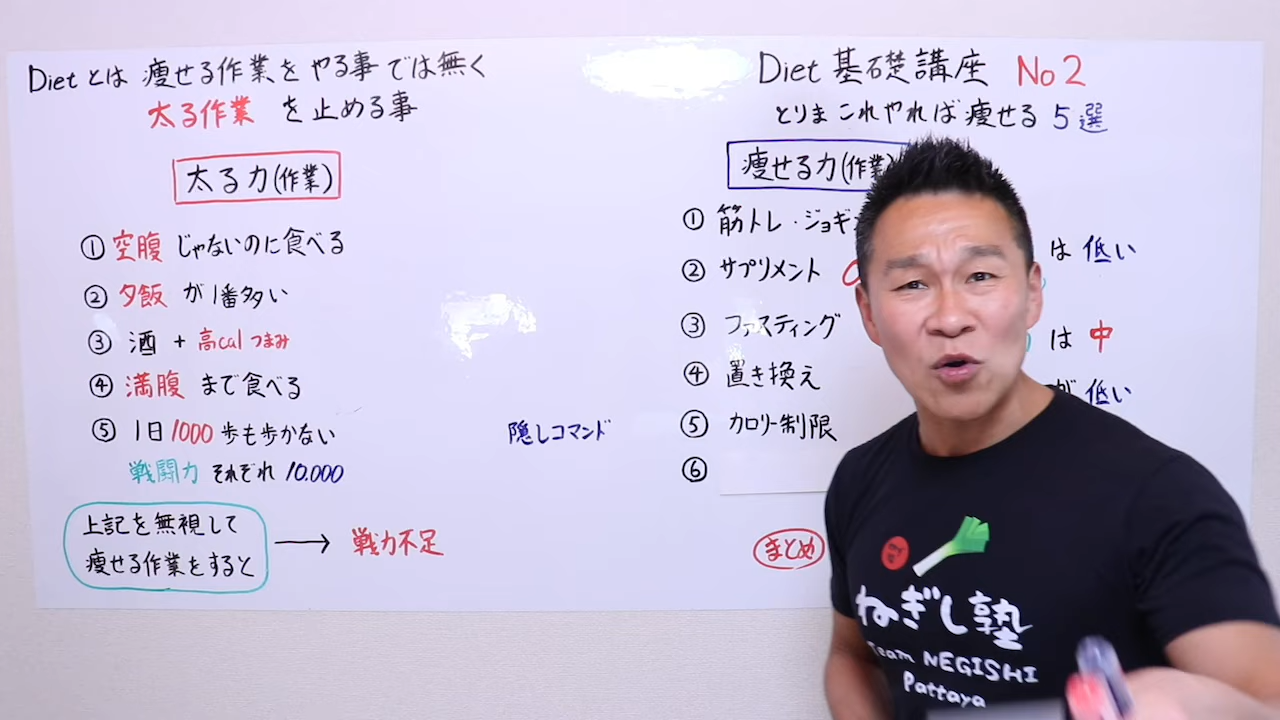 Diet とは 痩せる作業を やる事では無く
太る作業 を止める事
太る力(作業)
① 空腹 じゃないのに食べる
② 夕飯 が1番多い
③ 酒 + 高cal つまみ
④ 満腹 まで食べる
⑤ 1日1000歩も歩かない
戦闘力 それぞれ 10.000
上記を無視して
痩せる作業をすると
戦力不足
隠しコマンド
Diet 基礎講座 No2
とりま これやれば痩せる 5選
痩せる力(作業
① 筋トレ・ジョギ
は 低い
② サプリメント
③ ファスティング
は 中
④ 置き換え
が 低い
⑤ カロリー制限
⑥
まとめ
ねぎし塾
Team NEGISHI
Pattaya